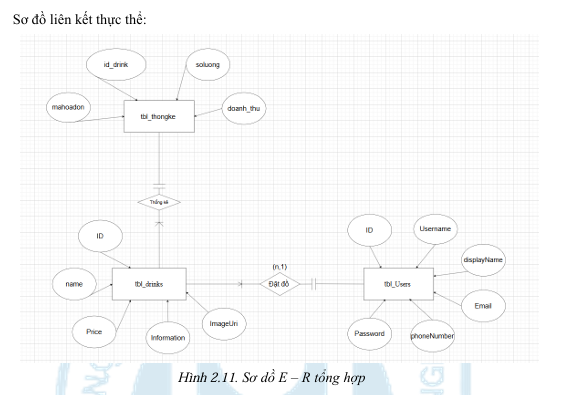 Sơ đồ liên kết thực thể:
id_drink
soluong
mahoadon
doanh_thu
tbl_thongke
Thống kê
ID
name
tbl_drinks
Price
Information
ImageUri
(n.1)
Đặt đồ
ID
Username
displayName
tbl_Users
Email
Password
phoneNumber
Hình 2.11. Sơ đồ E – R tổng hợp